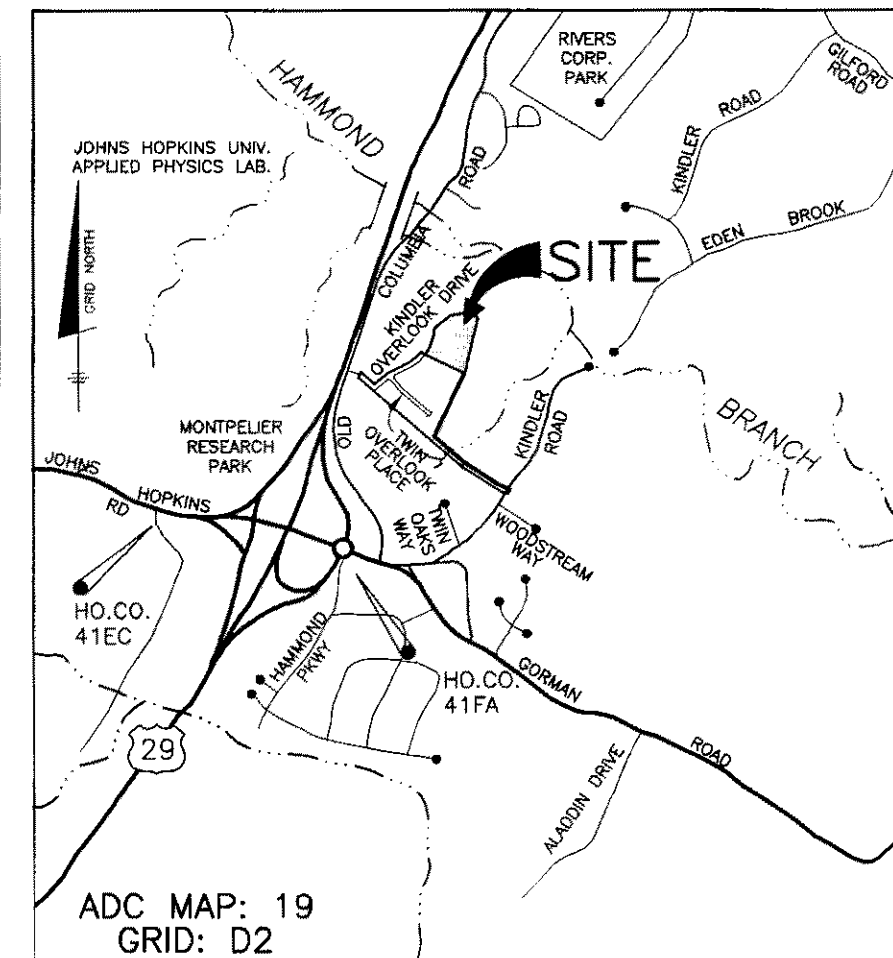 RIVERS
CORP.
PARK
GILFORD
ROAD
HAMMOND
ROAD
KINDLER
JOHNS HOPKINS UNIV.
APPLIED PHYSICS LAB.
ROAD
EDEN BROOK
GRID NORTH
COLUMBIA
SITE
KINDLER
OVERLOOK DRIVE
MONTPELIER
RESEARCH
PARK
OLD
TWIN
OVERLOOK
PLACE
KINDLER
ROAD
BRANCH
JOHNS
HOPKINS
RD
TWIN
OAKS
WAY
WOODSTREAM
WAY
HO.CO.
41EC
HAMMOND
PKWY
HO.CO.
41FA
GORMAN
ROAD
29
ALADDIN DRIVE
ADC MAP: 19
GRID: D2